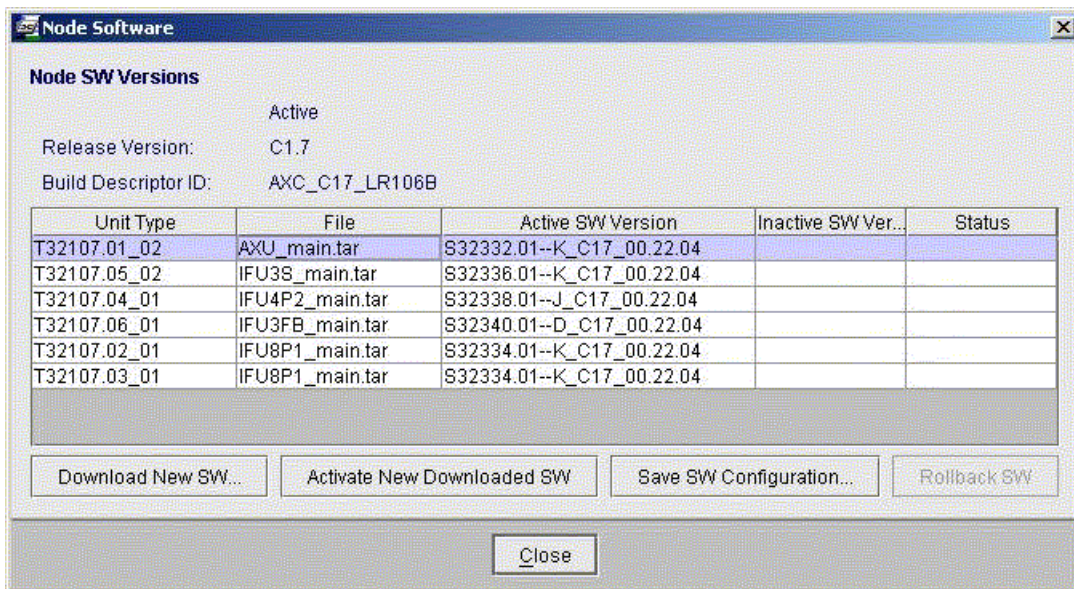 Node Software
Node SW Versions
Active
Release Version: C1.7
Build Descriptor ID: AXC_C17_LR106B
Unit Type File Active SW Version Inactive SW Ver... Status
T32107.01_02 AXU_main.tar S32332.01--K_C17_00.22.04
T32107.05_02 IFU3S_main.tar S32336.01--K_C17_00.22.04
T32107.04_01 IFU4P2_main.tar S32338.01--J_C17_00.22.04
T32107.06_01 IFU3FB_main.tar S32340.01--D_C17_00.22.04
T32107.02_01 IFU8P1_main.tar S32334.01--K_C17_00.22.04
T32107.03_01 IFU8P1_main.tar S32334.01--K_C17_00.22.04
Download New SW... Activate New Downloaded SW Save SW Configuration... Rollback SW
Close